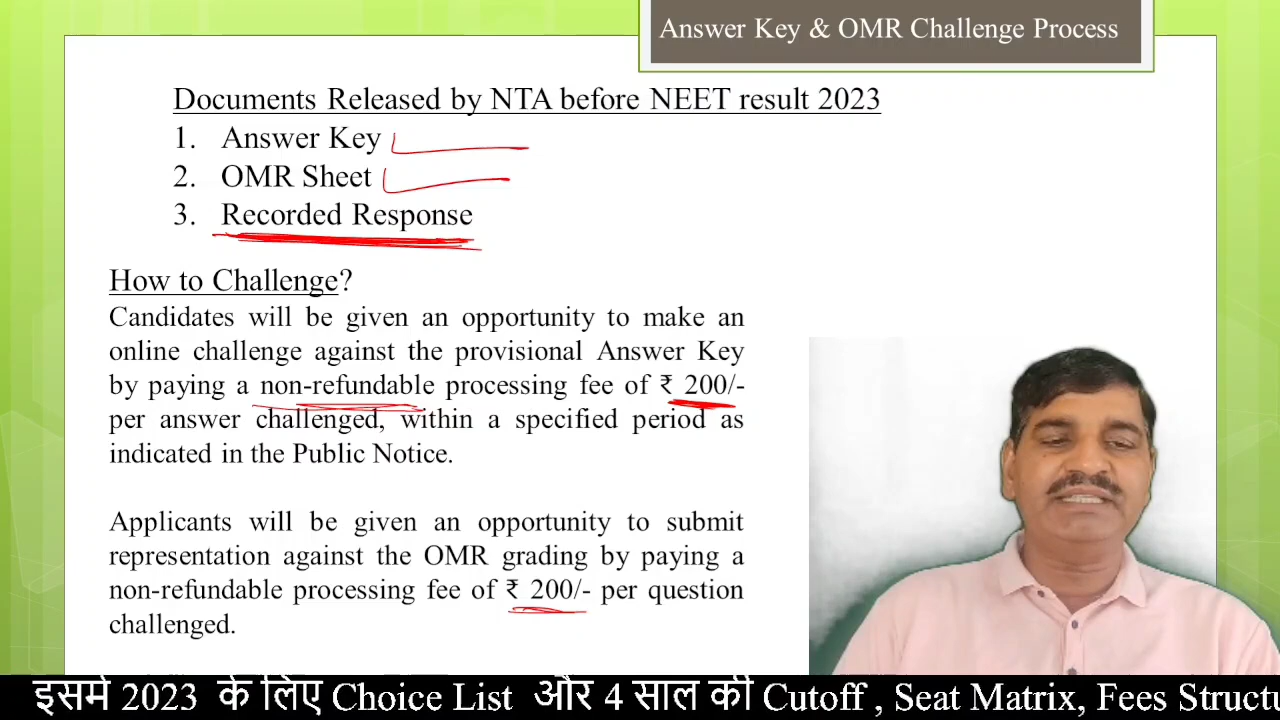 Answer Key & OMR Challenge Process
Documents Released by NTA before NEET result 2023
1. Answer Key
2. OMR Sheet
3. Recorded Response
How to Challenge?
Candidates will be given an opportunity to make an
online challenge against the provisional Answer Key
by paying a non-refundable processing fee of ₹ 200/-
per answer challenged, within a specified period as
indicated in the Public Notice.
Applicants will be given an opportunity to submit
representation against the OMR grading by paying a
non-refundable processing fee of ₹ 200/- per question
challenged.
इसमे 2023 के लिए Choice List और 4 साल की Cutoff , Seat Matrix, Fees Structu